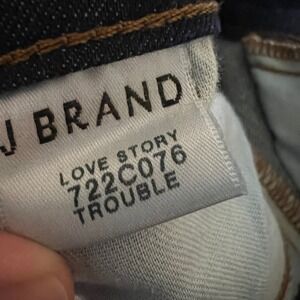 J BRAND
LOVE STORY
722C076
TROUBLE